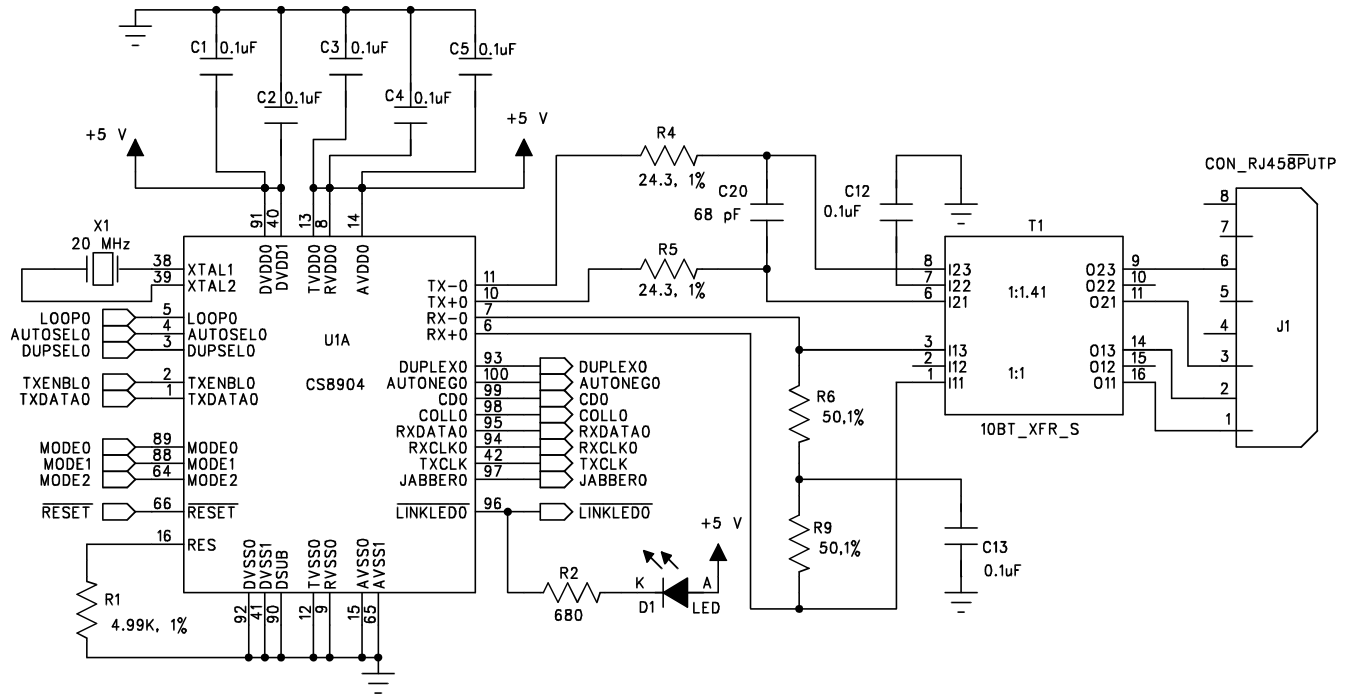 C1 0.1uF
C3 0.1uF
C5 0.1uF
C2 0.1uF
C4 0.1uF
+5 V
+5 V
91
40
13
8
14
DVDD0
DVDD1
TVDD0
RVDD0
AVDD0
X1
20 MHz
38 XTAL1
39 XTAL2
LOOP0 5 LOOP0
AUTOSEL0 4 AUTOSEL0
DUPSEL0 3 DUPSEL0
TXENBL0 2 TXENBL0
TXDATA0 1 TXDATA0
MODE0 89 MODE0
MODE1 88 MODE1
MODE2 64 MODE2
RESET 66 RESET
16 RES
R1
4.99K, 1%
U1A
CS8904
TX-0 11
TX+0 10
RX-0 7
RX+0 6
DUPLEX0 93 DUPLEX0
AUTONEG0 100 AUTONEG0
CD0 99 CD0
COLL0 98 COLL0
RXDATA0 95 RXDATA0
RXCLK0 94 RXCLK0
TXCLK 42 TXCLK
JABBER0 97 JABBER0
LINKLED0 96 LINKLED0
DVSS0
DVSS1
DSUB
TVSS0
RVSS0
AVSS0
AVSS1
92
41
90
12
9
15
65
R2
680
K A
D1 LED
+5 V
R4
24.3, 1%
C20
68 pF
R5
24.3, 1%
C12
0.1uF
R6
50,1%
R9
50,1%
C13
0.1uF
T1
8 I23
7 I22
6 I21
1:1.41
O23 9
O22 10
O21 11
3 I13
2 I12
1 I11
1:1
O13 14
O12 15
O11 16
10BT_XFR_S
CON_RJ458PUTP
8
7
6
5
4
3
2
1
J1